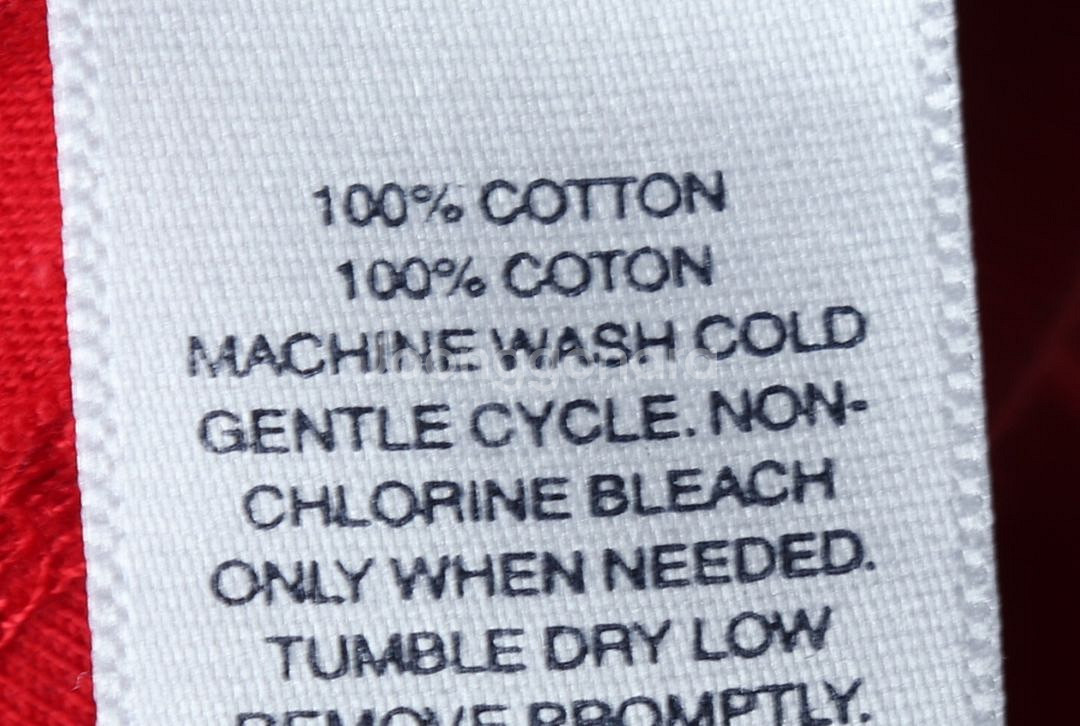 100% COTTON
100% COTON
MACHINE WASH COLD
GENTLE CYCLE. NON-
CHLORINE BLEACH
ONLY WHEN NEEDED.
TUMBLE DRY LOW
REMOVE PROMPTLY.